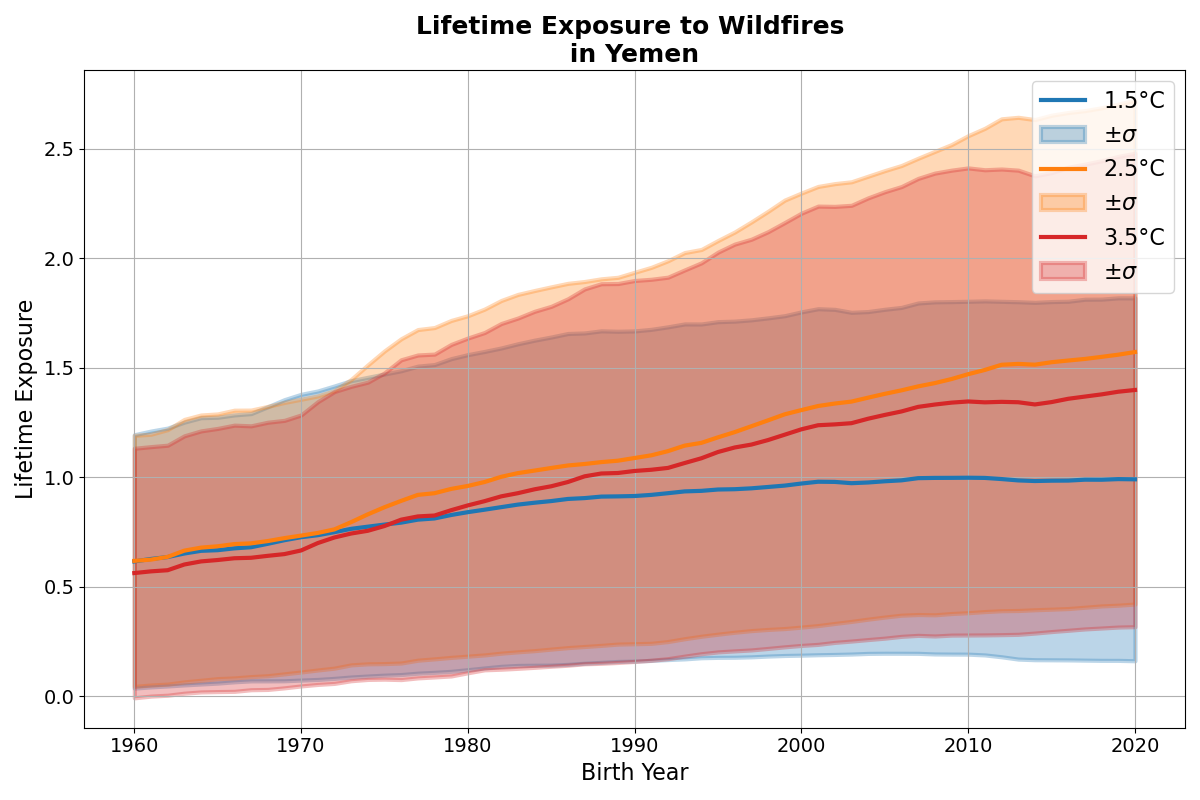 Lifetime Exposure to Wildfires
in Yemen
Lifetime Exposure
2.5
2.0
1.5
1.0
0.5
0.0
1960
1970
1980
1990
2000
2010
2020
Birth Year
1.5°C
±σ
2.5°C
±σ
3.5°C
±σ